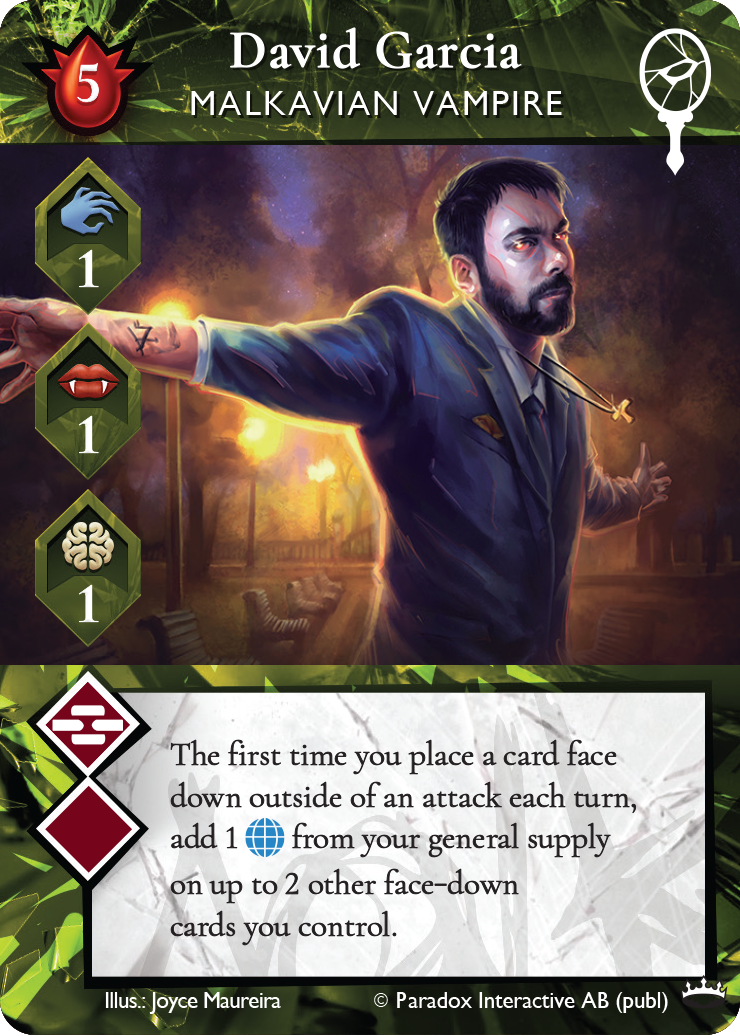 5
David Garcia
MALKAVIAN VAMPIRE
1
1
1
The first time you place a card face
down outside of an attack each turn,
add 1 from your general supply
on up to 2 other face-down
cards you control.
Illus.: Joyce Maureira
© Paradox Interactive AB (publ)